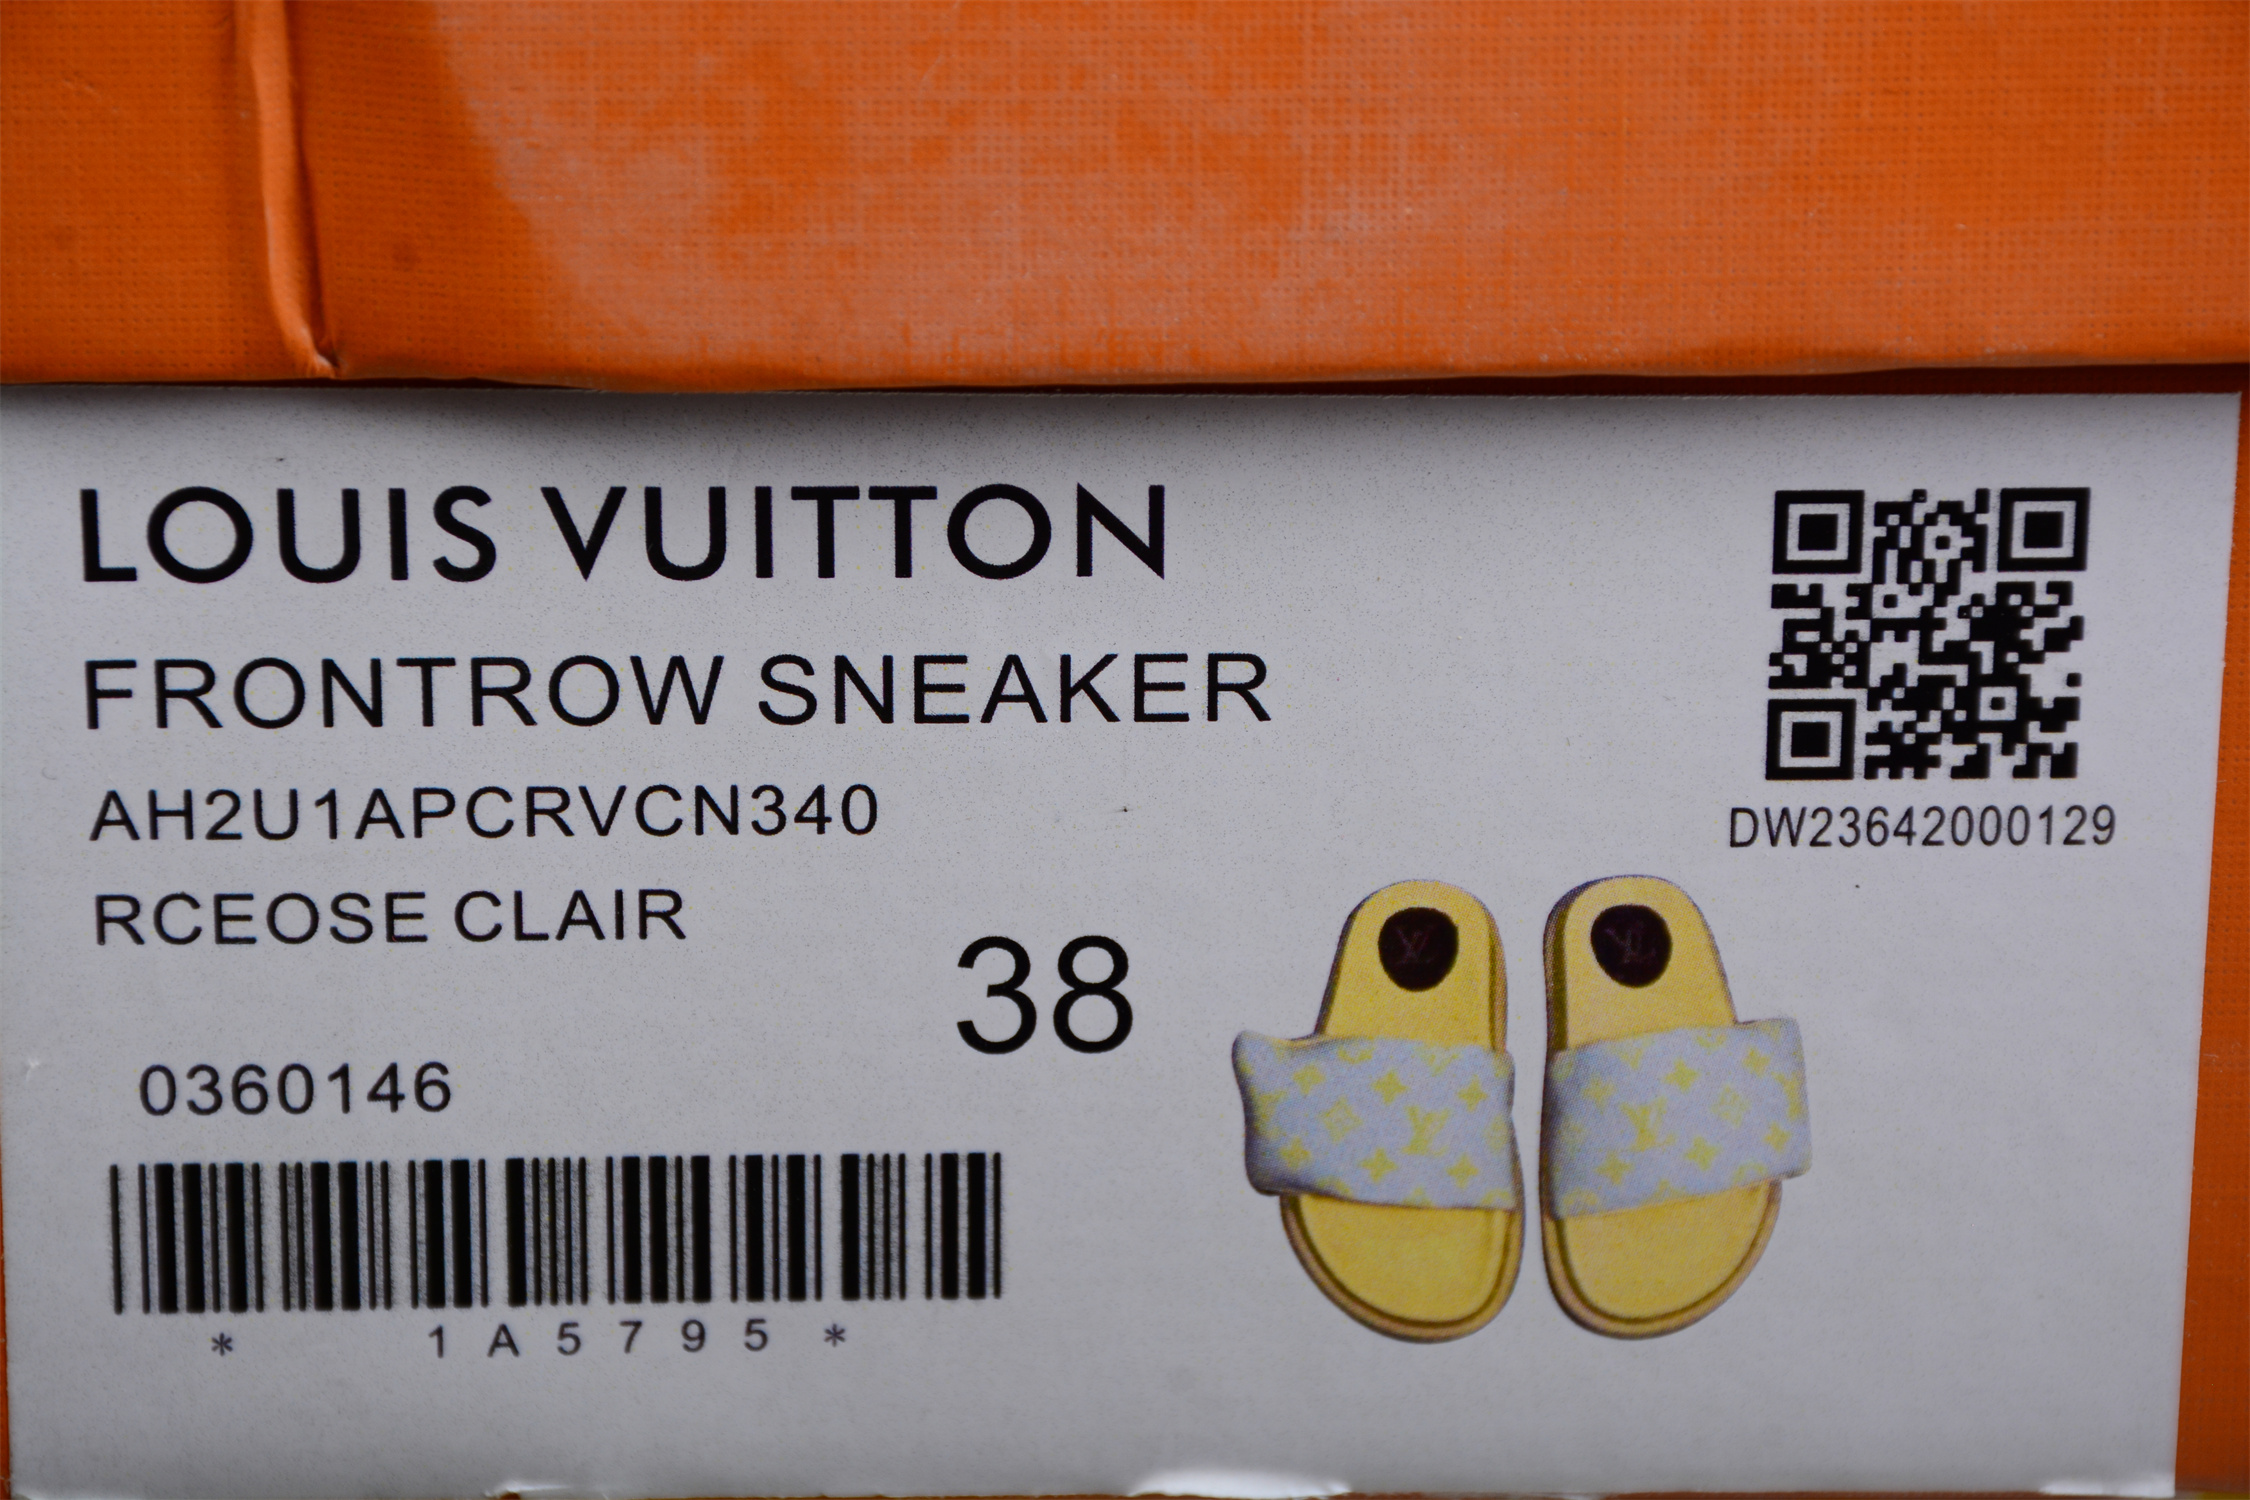 LOUIS VUITTON
FRONTROW SNEAKER
AH2U1APCRVCN340
RCEOSE CLAIR
DW23642000129
38
0360146
* 1A5795*